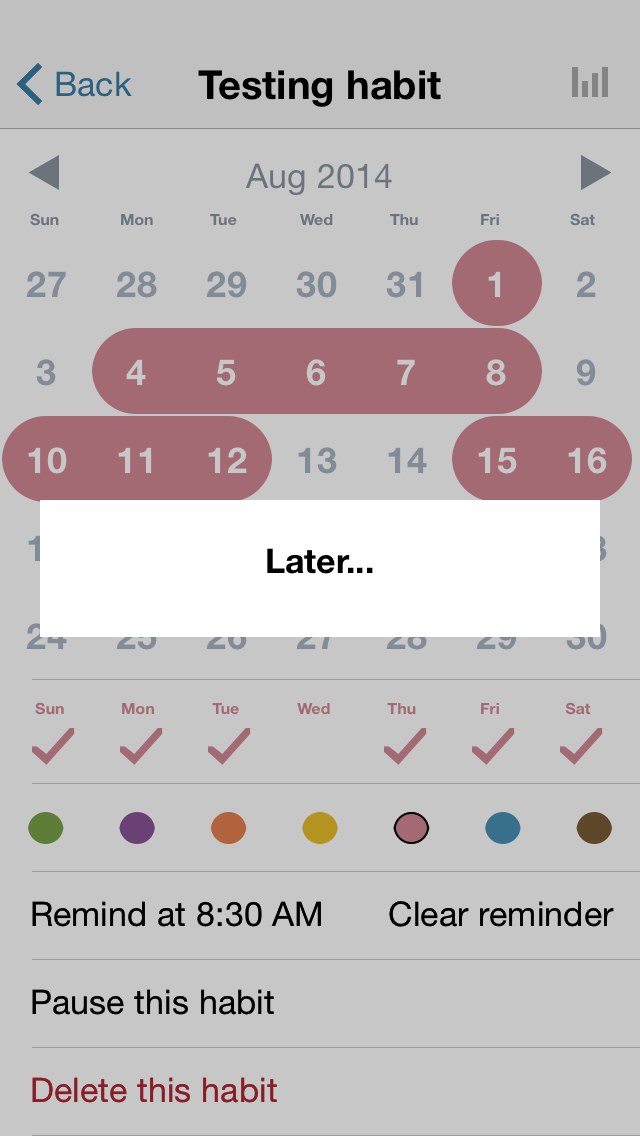 Back Testing habit
Aug 2014
Sun Mon Tue Wed Thu Fri Sat
27 28 29 30 31 1 2
3 4 5 6 7 8 9
10 11 12 13 14 15 16
Later...
24 25 26 27 28 29 30
Sun Mon Tue Wed Thu Fri Sat
Remind at 8:30 AM Clear reminder
Pause this habit
Delete this habit